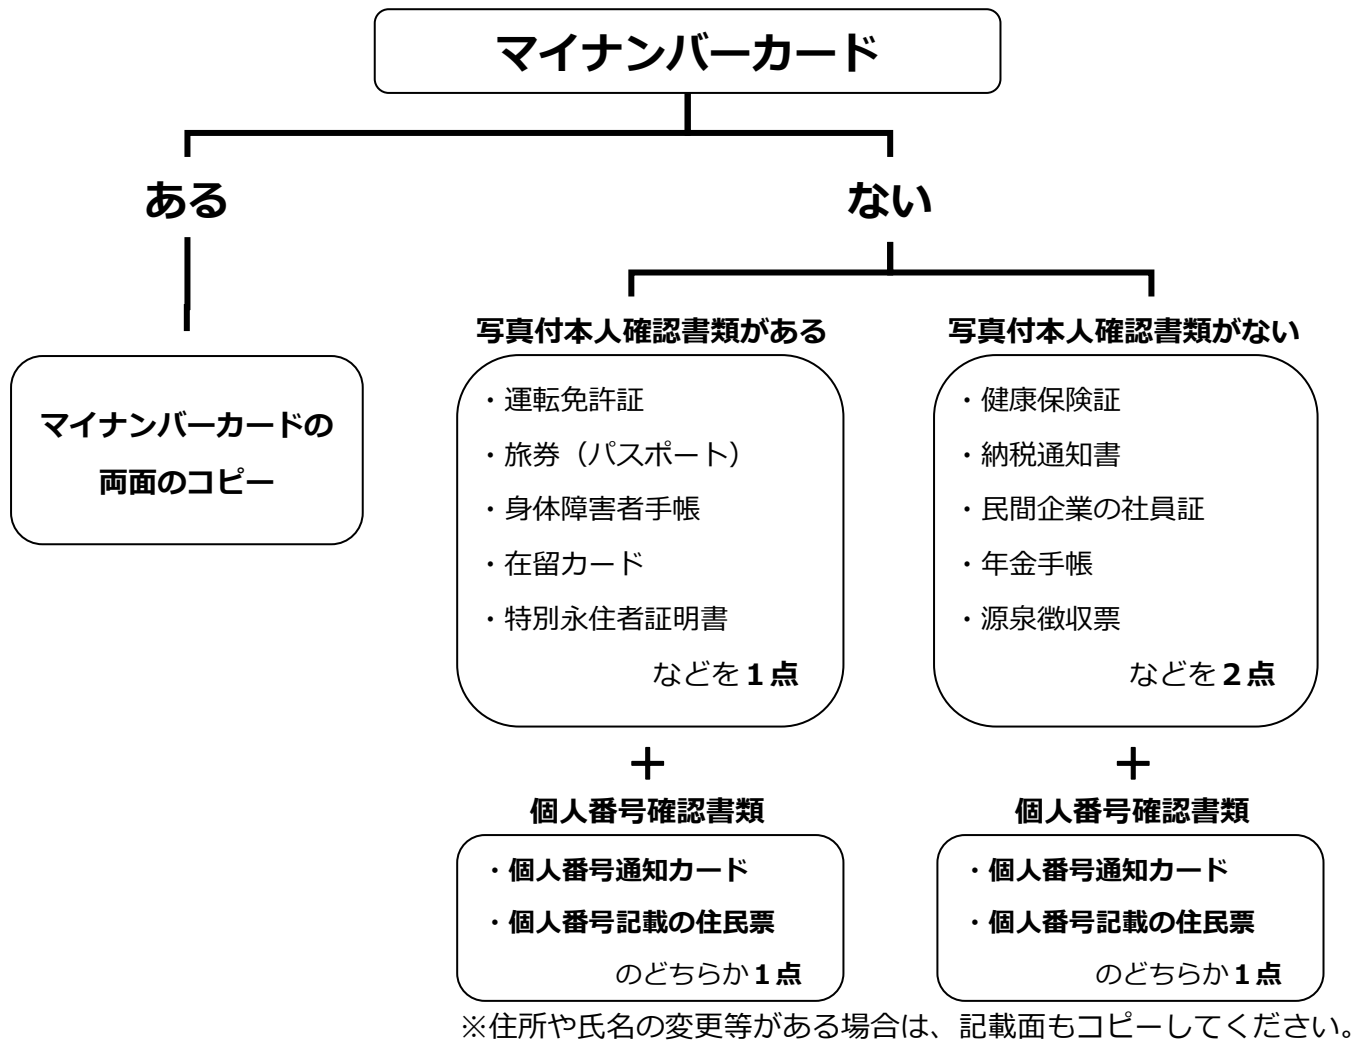 マイナンバーカード
ある
ない
マイナンバーカードの
両面のコピー
写真付本人確認書類がある
・運転免許証
・旅券（パスポート）
・身体障害者手帳
・在留カード
・特別永住者証明書
などを１点
＋
個人番号確認書類
・個人番号通知カード
・個人番号記載の住民票
のどちらか１点
写真付本人確認書類がない
・健康保険証
・納税通知書
・民間企業の社員証
・年金手帳
・源泉徴収票
などを２点
＋
個人番号確認書類
・個人番号通知カード
・個人番号記載の住民票
のどちらか１点
※住所や氏名の変更等がある場合は、記載面もコピーしてください。